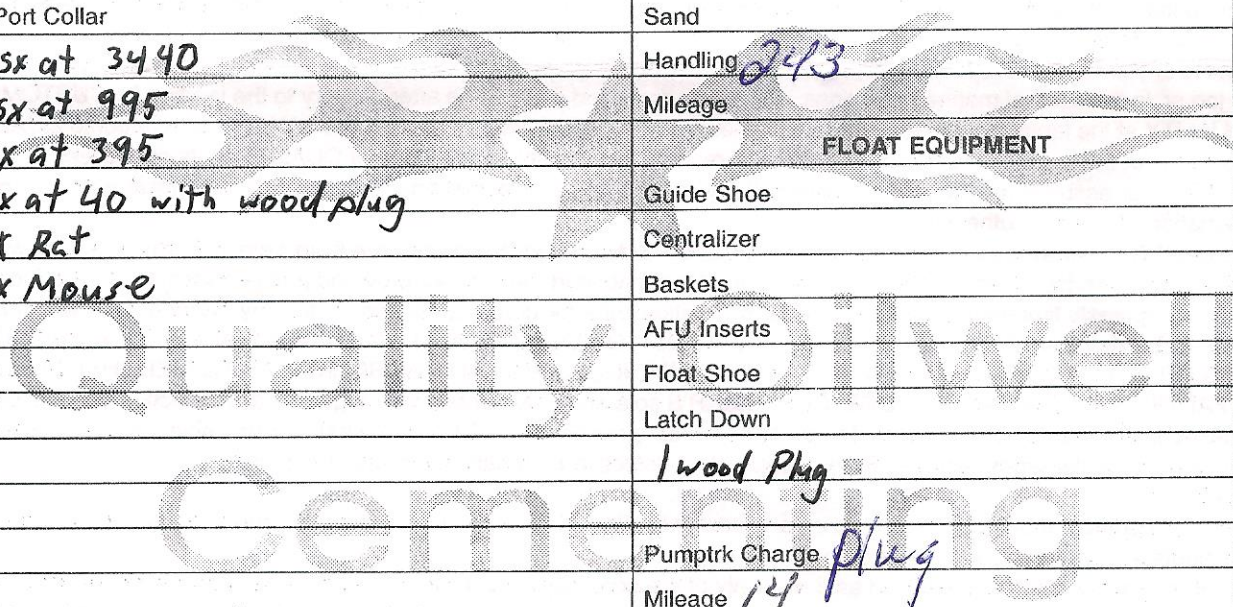 Port Collar
sx at 3440
sx at 995
x at 395
x at 40 with wood plug
Rat
x Mouse
Sand
Handling 243
Mileage
FLOAT EQUIPMENT
Guide Shoe
Centralizer
Baskets
AFU Inserts
Float Shoe
Latch Down
1 wood Plug
Pumptrk Charge plug
Mileage 14
Quality Oilwell
Cementing